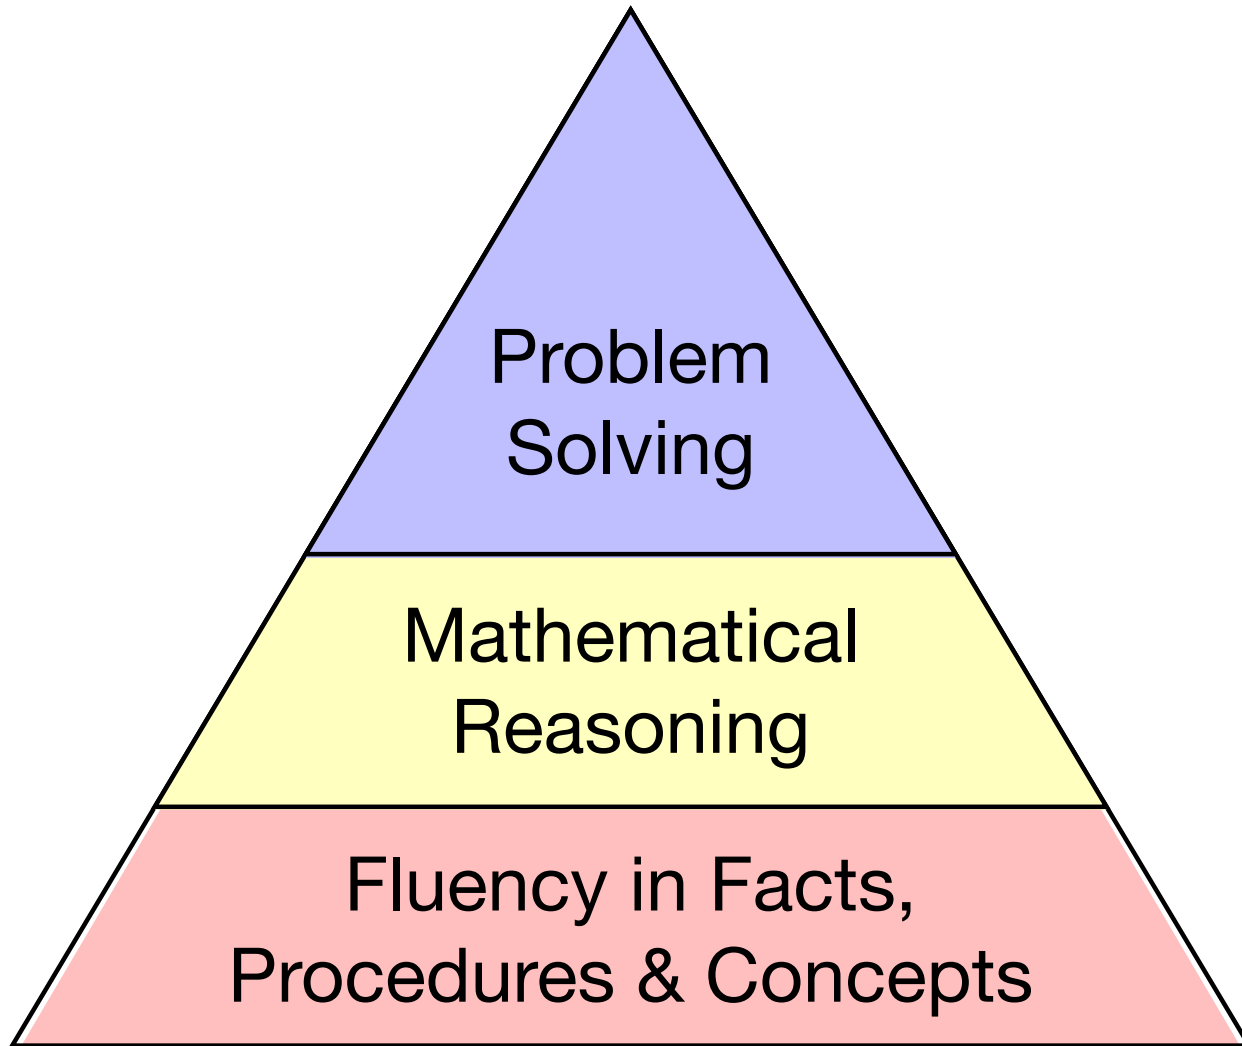 Problem
Solving
Mathematical
Reasoning
Fluency in Facts,
Procedures & Concepts